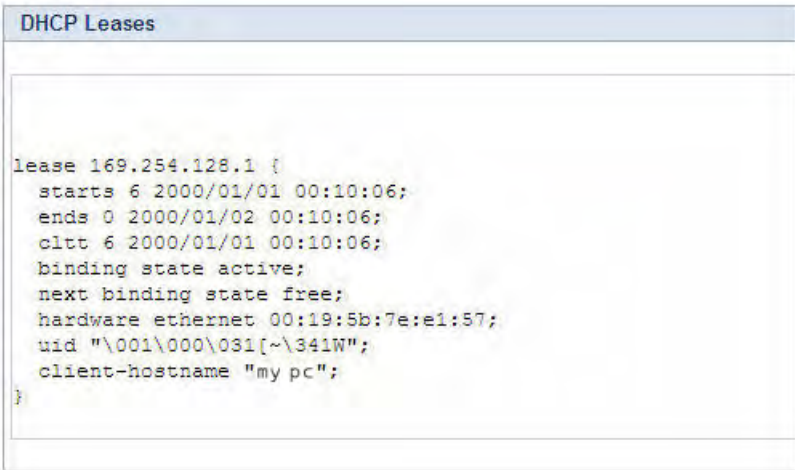 DHCP Leases
lease 169.254.128.1 {
starts 6 2000/01/01 00:10:06;
ends 0 2000/01/02 00:10:06;
cltt 6 2000/01/01 00:10:06;
binding state active;
next binding state free;
hardware ethernet 00:19:5b:7e:e1:57;
uid "\001\000\031[~\341W";
client-hostname "my pc";
}